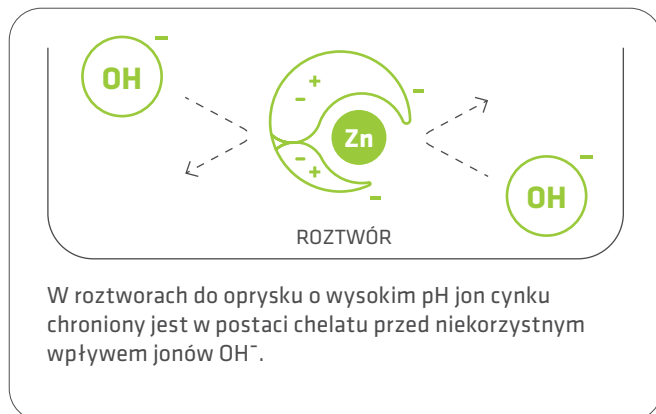 OH⁻
+
-
Zn
-
-
+
-
OH⁻
ROZTWÓR
W roztworach do oprysku o wysokim pH jon cynku
chroniony jest w postaci chelatu przed niekorzystnym
wpływem jonów OH⁻.